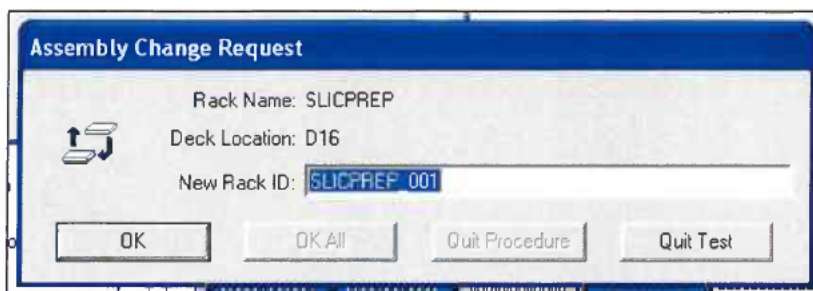 Assembly Change Request
Rack Name: SLICPREP
Deck Location: D16
New Rack ID: SLICPREP_001
OK OK All Quit Procedure Quit Test